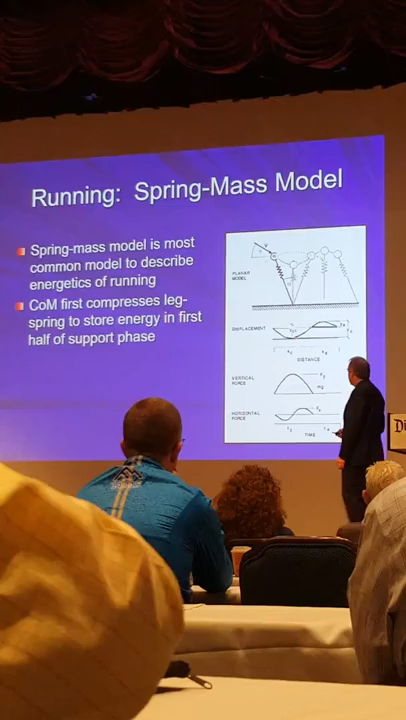 Running: Spring-Mass Model
Spring-mass model is most
common model to describe
energetics of running
CoM first compresses leg-
spring to store energy in first
half of support phase
PLANAR
MODEL
DISPLACEMENT
DISTANCE
VERTICAL
FORCE
mg
HORIZONTAL
FORCE
TIME